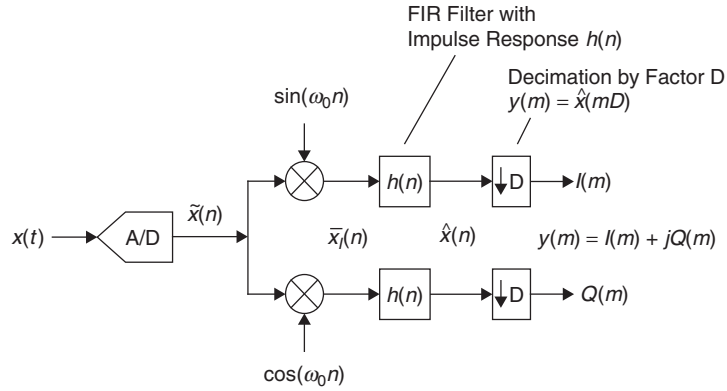 FIR Filter with
Impulse Response h(n)
Decimation by Factor D
y(m) = x̂(mD)
sin(ω₀n)
h(n)
D
I(m)
x(t)
A/D
x̃(n)
x̄ₗ(n)
x̂(n)
y(m) = I(m) + jQ(m)
h(n)
D
Q(m)
cos(ω₀n)